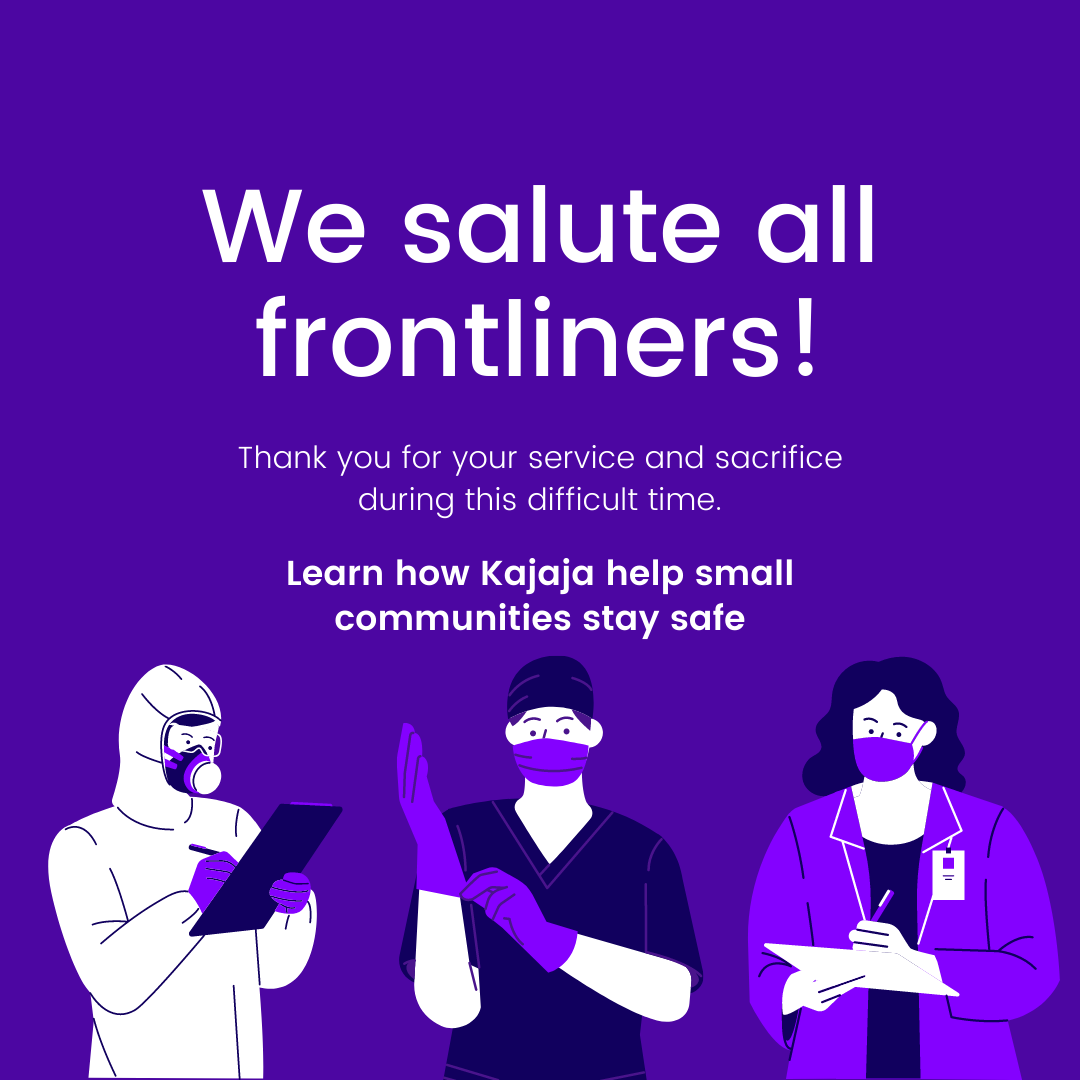 We salute all
frontliners!
Thank you for your service and sacrifice
during this difficult time.
Learn how Kajaja help small
communities stay safe